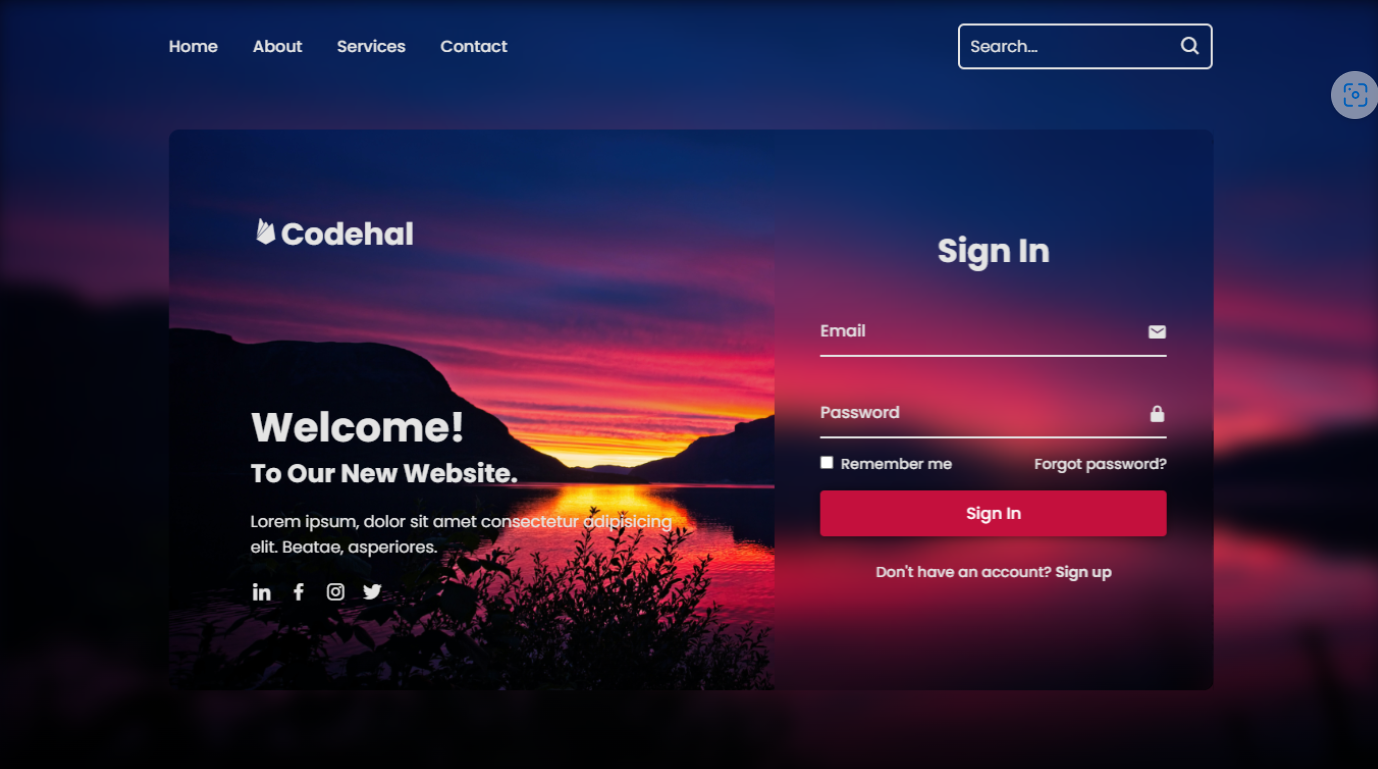 Home About Services Contact Search...
Codehal
Welcome!
To Our New Website.
Lorem ipsum, dolor sit amet consectetur adipisicing
elit. Beatae, asperiores.
Sign In
Email
Password
Remember me Forgot password?
Sign In
Don't have an account? Sign up